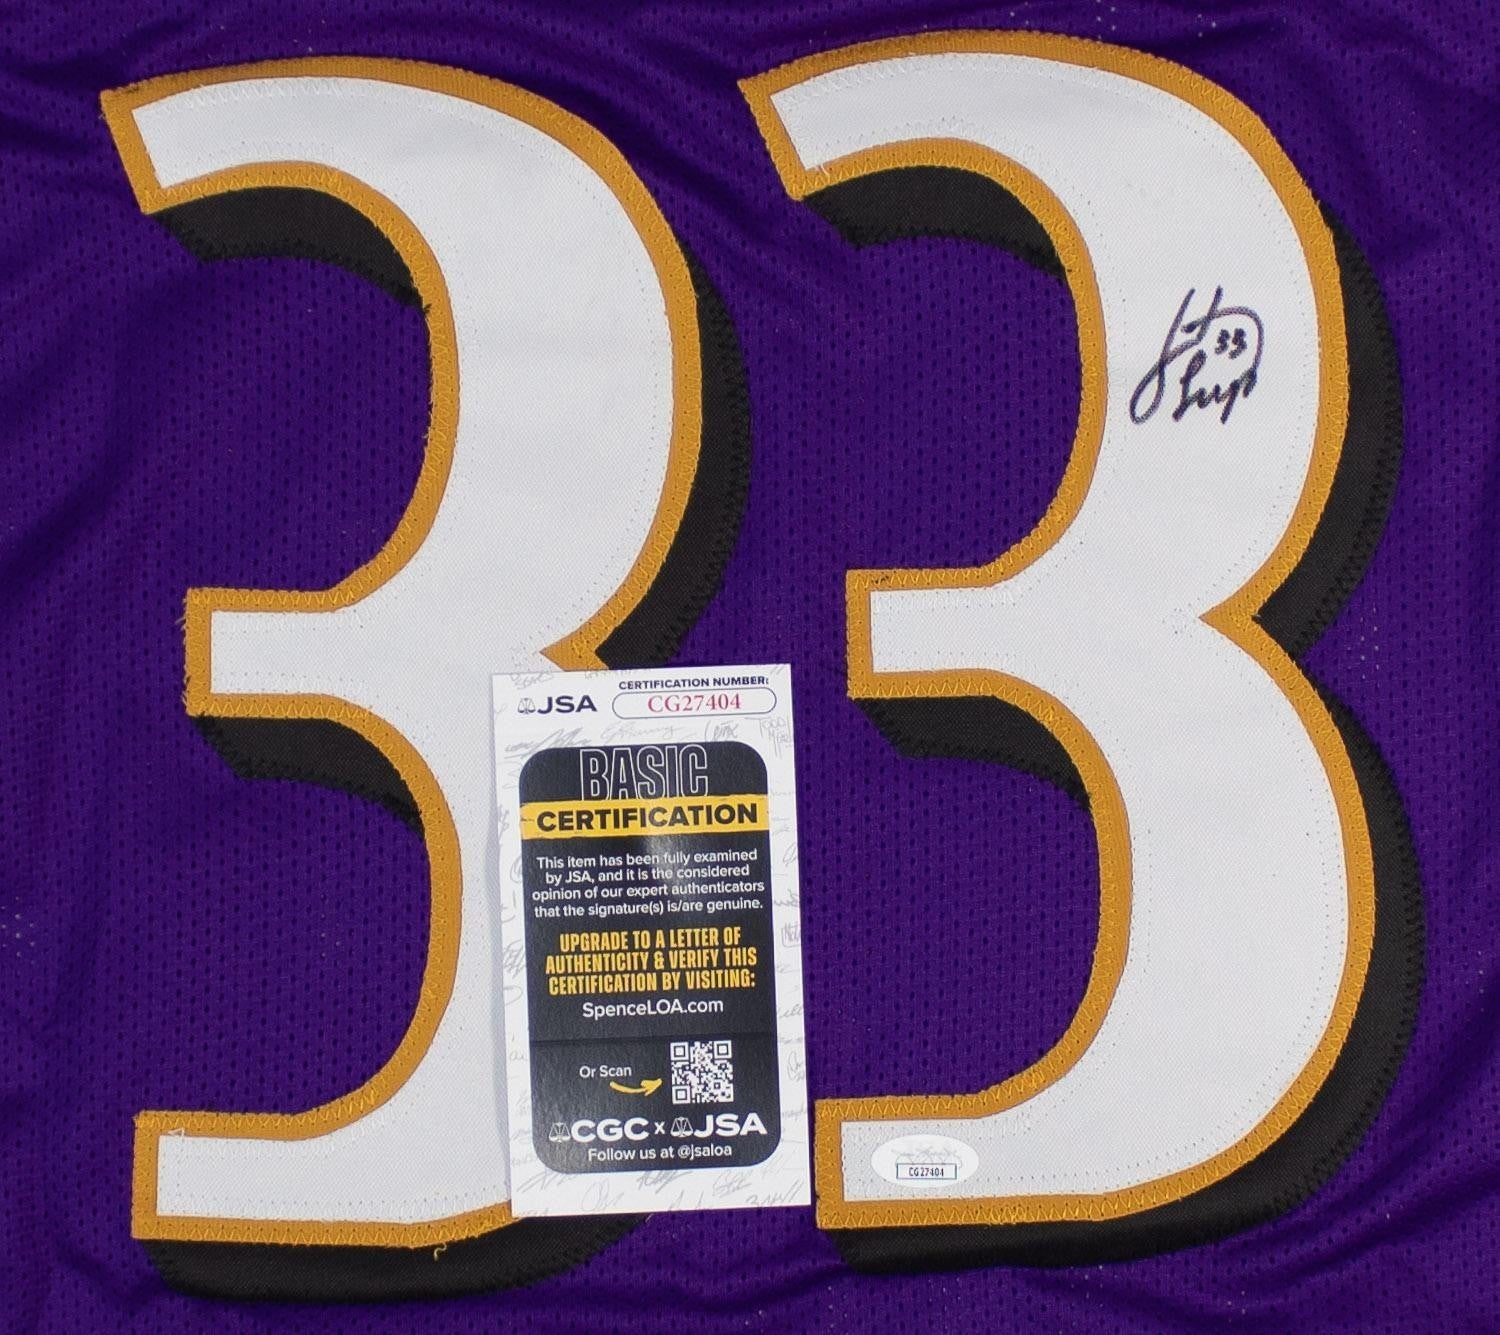 33
33
JSA
CERTIFICATION NUMBER:
CG27404
BASIC
CERTIFICATION
This item has been fully examined
by JSA, and it is the considered
opinion of our expert authenticators
that the signature(s) is/are genuine.
UPGRADE TO A LETTER OF
AUTHENTICITY & VERIFY THIS
CERTIFICATION BY VISITING:
SpenceLOA.com
Or Scan
CGC x JSA
Follow us at @jsaloa
CG27404